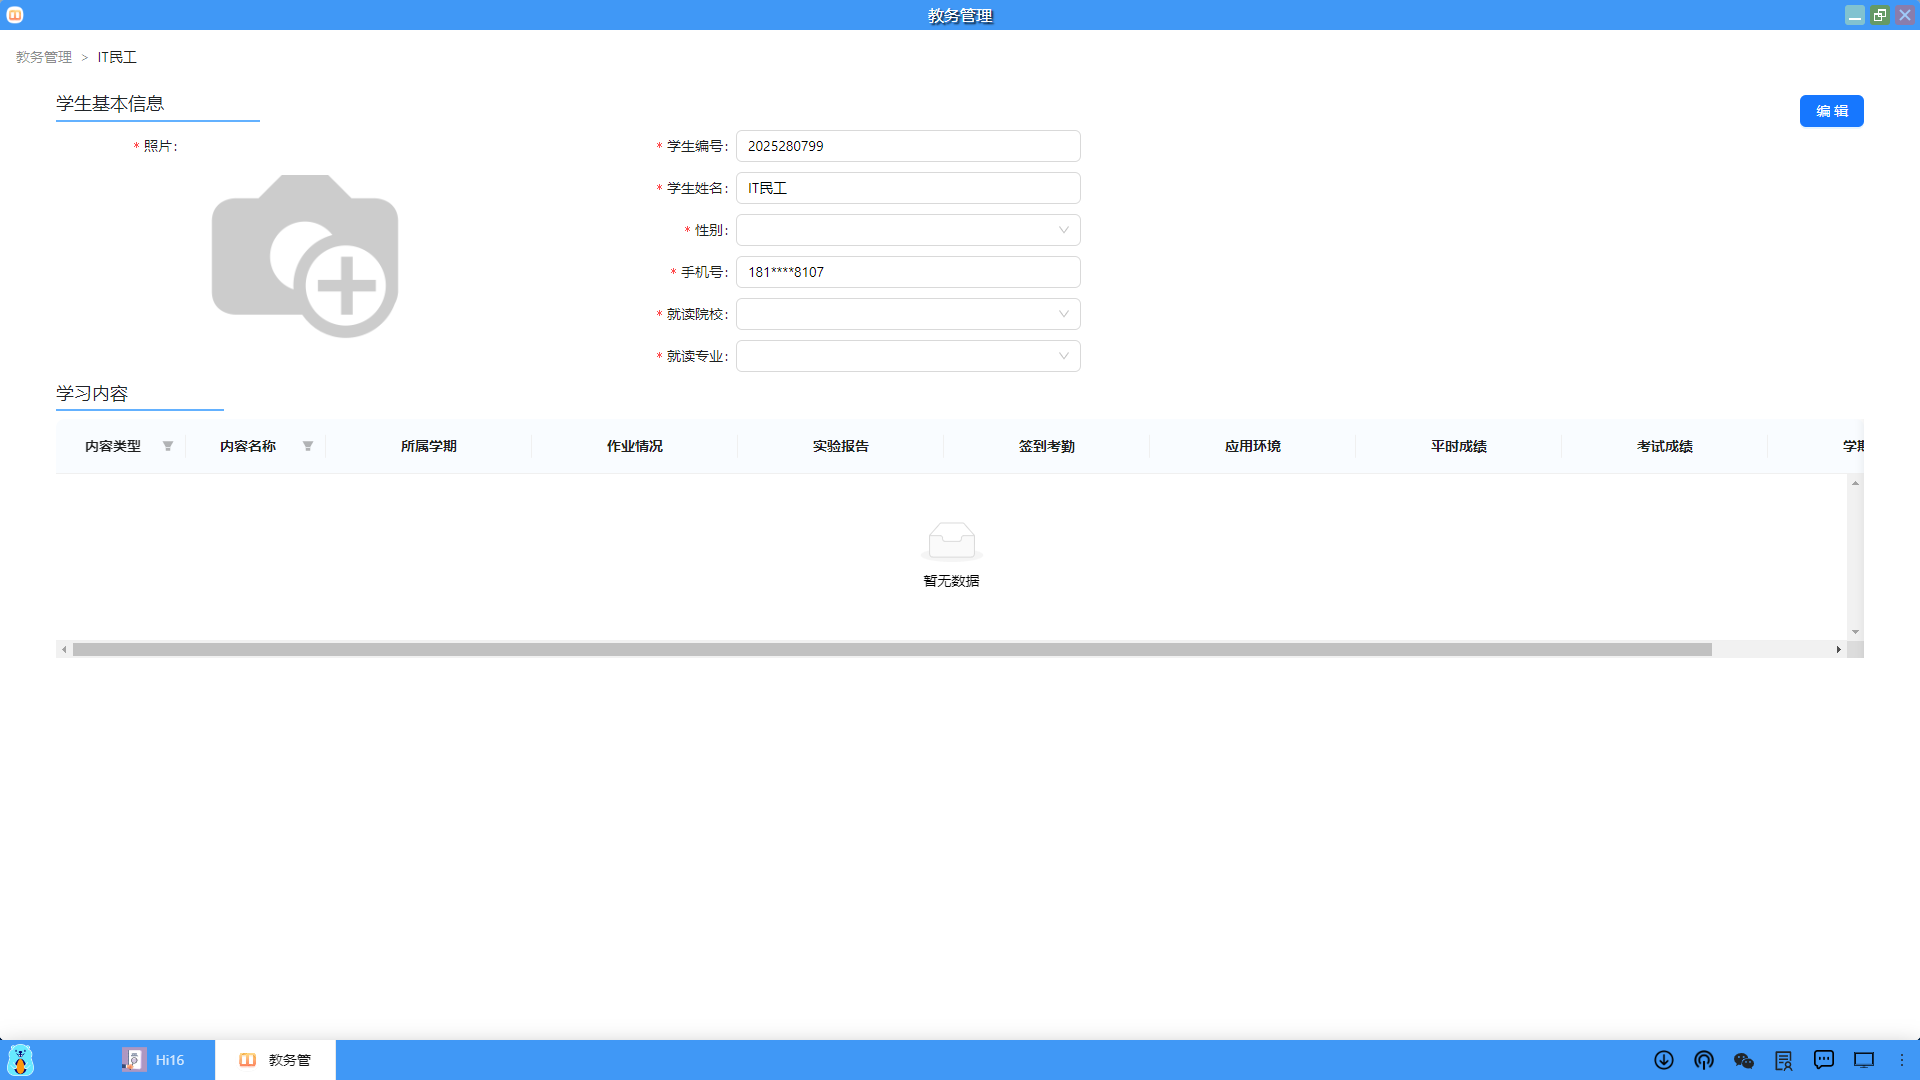 教务管理
教务管理 > IT民工
学生基本信息
编 辑
* 照片:
* 学生编号: 2025280799
* 学生姓名: IT民工
* 性别:
* 手机号: 181****8107
* 就读院校:
* 就读专业:
学习内容
内容类型 内容名称 所属学期 作业情况 实验报告 签到考勤 应用环境 平时成绩 考试成绩 学期
暂无数据
Hi16 教务管